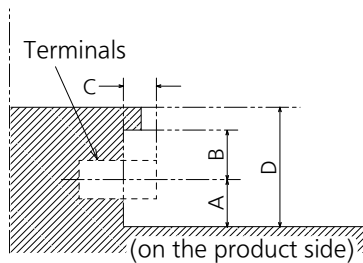 Terminals
C
B
D
A
(on the product side)